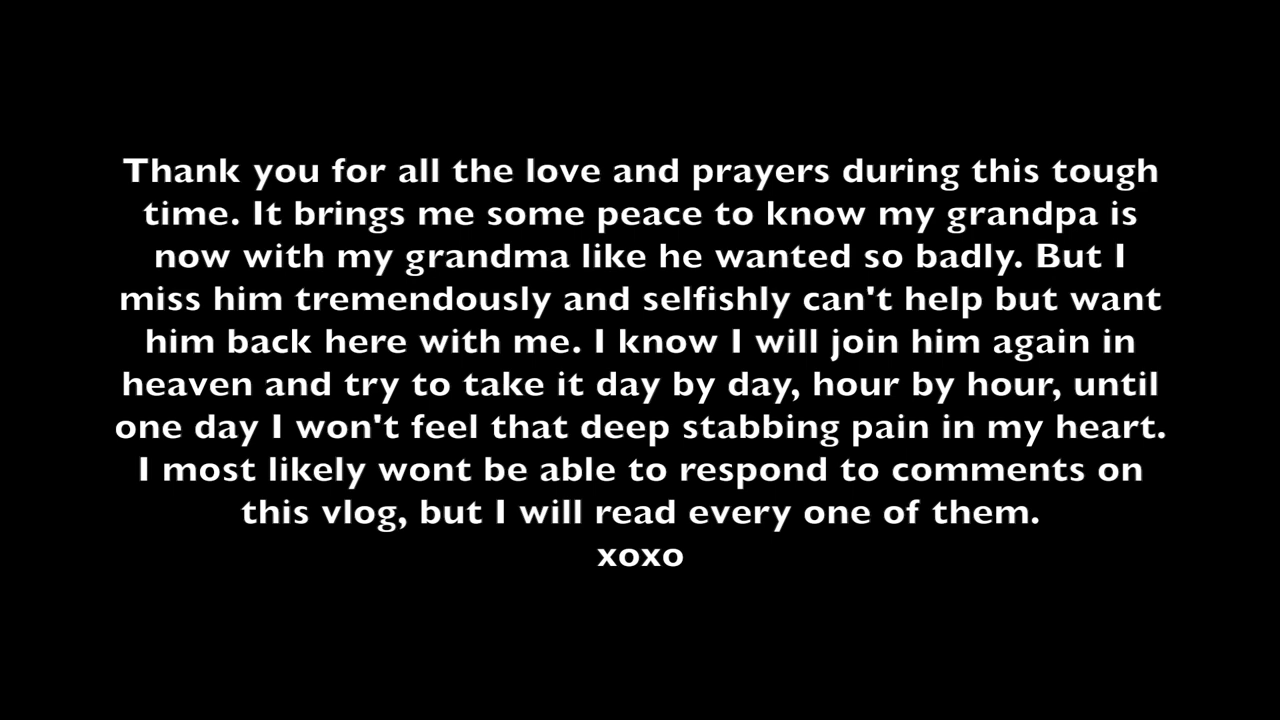 Thank you for all the love and prayers during this tough
time. It brings me some peace to know my grandpa is
now with my grandma like he wanted so badly. But I
miss him tremendously and selfishly can't help but want
him back here with me. I know I will join him again in
heaven and try to take it day by day, hour by hour, until
one day I won't feel that deep stabbing pain in my heart.
I most likely wont be able to respond to comments on
this vlog, but I will read every one of them.
xoxo